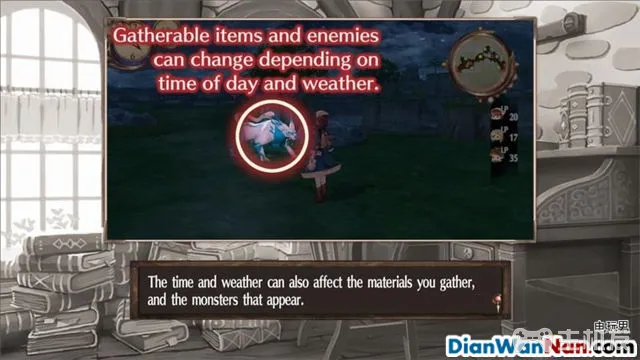 Gatherable items and enemies
can change depending on
time of day and weather.
LP
20
LP
17
LP
35
The time and weather can also affect the materials you gather,
and the monsters that appear.
电玩男
DianWanNan.com